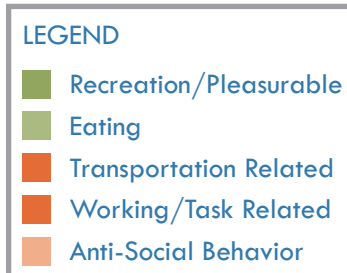 LEGEND
Recreation/Pleasurable
Eating
Transportation Related
Working/Task Related
Anti-Social Behavior